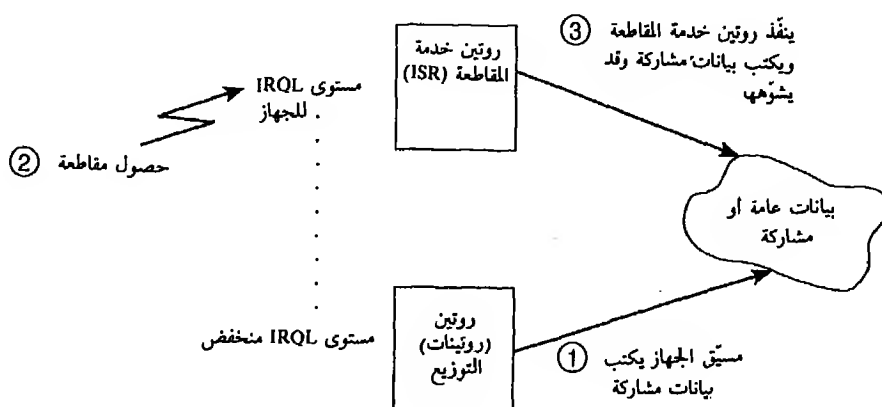 ③ ينفّذ روتين خدمة المقاطعة
ويكتب بيانات مشاركة وقد
يشوّهها
روتين خدمة
المقاطعة (ISR)
مستوى IRQL
للجهاز
② حصول مقاطعة
بيانات عامة أو
مشاركة
روتين
(روتينات)
التوزيع
مستوى IRQL منخفض
① مسيّق الجهاز يكتب
بيانات مشاركة